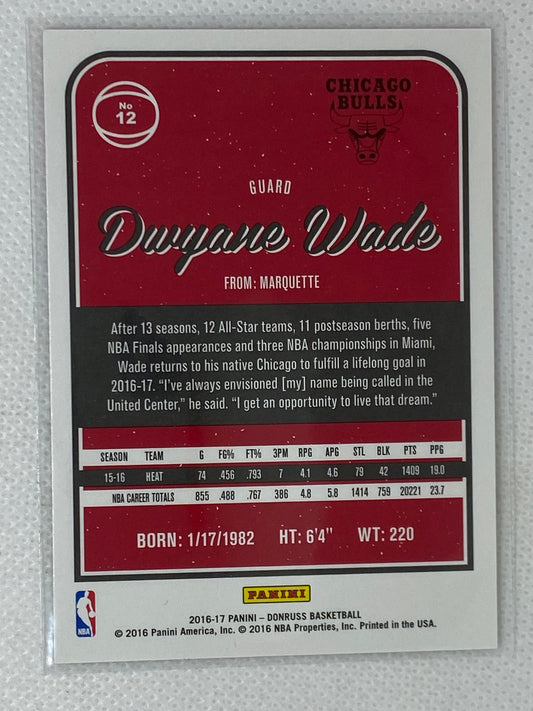 No
12
CHICAGO
BULLS
GUARD
Dwyane Wade
FROM: MARQUETTE
After 13 seasons, 12 All-Star teams, 11 postseason berths, five
NBA Finals appearances and three NBA championships in Miami,
Wade returns to his native Chicago to fulfill a lifelong goal in
2016-17. “I’ve always envisioned [my] name being called in the
United Center,” he said. “I get an opportunity to live that dream.”
SEASON TEAM G FG% FT% 3PM RPG APG STL BLK PTS PPG
15-16 HEAT 74 .456 .793 7 4.1 4.6 79 42 1409 19.0
NBA CAREER TOTALS 855 .488 .767 386 4.8 5.8 1414 759 20221 23.7
BORN: 1/17/1982 HT: 6'4" WT: 220
PANINI
NBA
2016-17 PANINI – DONRUSS BASKETBALL
© 2016 Panini America, Inc. © 2016 NBA Properties, Inc. Printed in the USA.